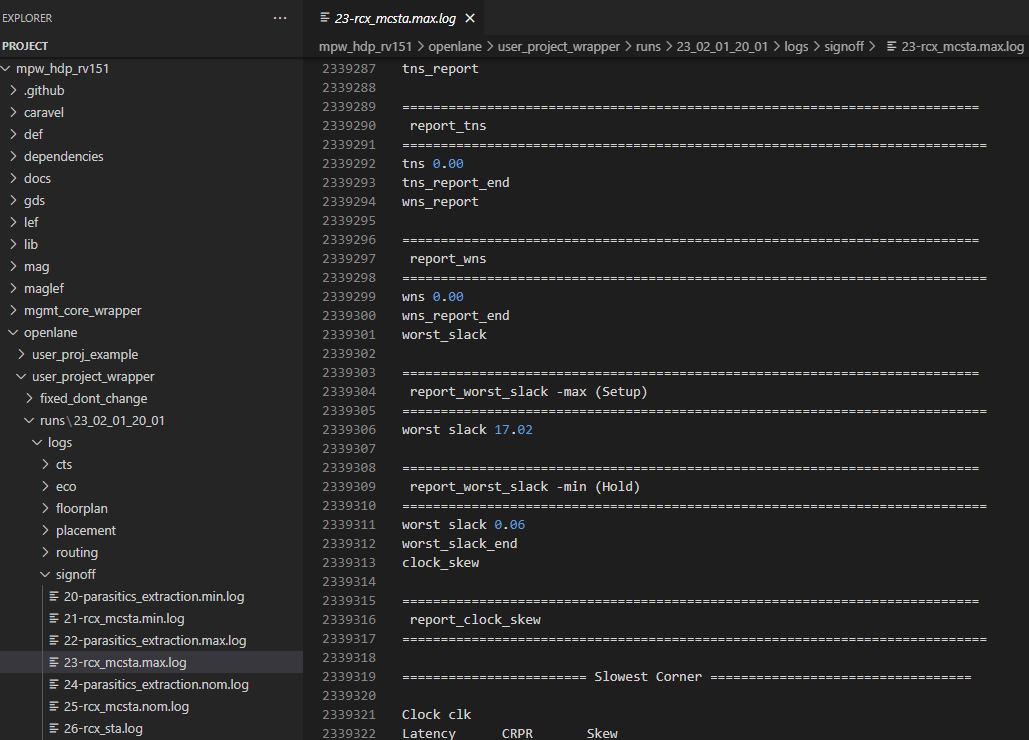 EXPLORER
...
PROJECT
mpw_hdp_rv151
.github
caravel
def
dependencies
docs
gds
lef
lib
mag
maglef
mgmt_core_wrapper
openlane
user_proj_example
user_project_wrapper
fixed_dont_change
runs\23_02_01_20_01
logs
cts
eco
floorplan
placement
routing
signoff
20-parasitics_extraction.min.log
21-rcx_mcsta.min.log
22-parasitics_extraction.max.log
23-rcx_mcsta.max.log
24-parasitics_extraction.nom.log
25-rcx_mcsta.nom.log
26-rcx_sta.log
23-rcx_mcsta.max.log
mpw_hdp_rv151 > openlane > user_project_wrapper > runs > 23_02_01_20_01 > logs > signoff > 23-rcx_mcsta.max.log
2339287 tns_report
2339288
2339289 ===========================================================================
2339290 report_tns
2339291 ============================================================================
2339292 tns 0.00
2339293 tns_report_end
2339294 wns_report
2339295
2339296 ===========================================================================
2339297 report_wns
2339298 ============================================================================
2339299 wns 0.00
2339300 wns_report_end
2339301 worst_slack
2339302
2339303 ===========================================================================
2339304 report_worst_slack -max (Setup)
2339305 ============================================================================
2339306 worst slack 17.02
2339307
2339308 ===========================================================================
2339309 report_worst_slack -min (Hold)
2339310 ============================================================================
2339311 worst slack 0.06
2339312 worst_slack_end
2339313 clock_skew
2339314
2339315 ===========================================================================
2339316 report_clock_skew
2339317 ============================================================================
2339318
2339319 ======================== Slowest Corner ==================================
2339320
2339321 Clock clk
2339322 Latency CRPR Skew